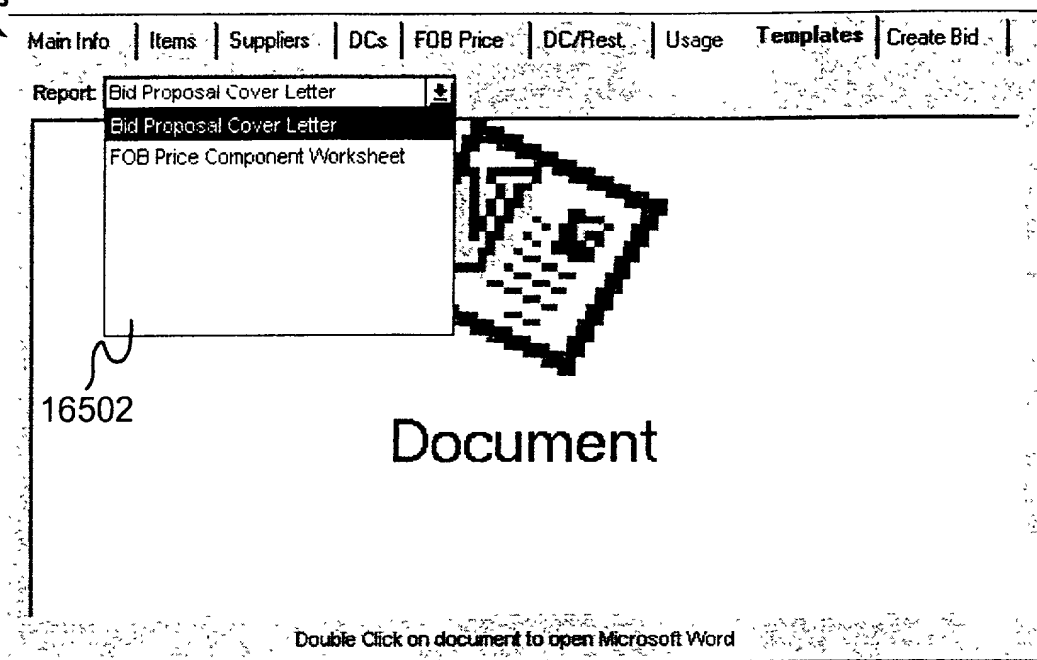 Main Info Items Suppliers DCs FOB Price DC/Rest. Usage Templates Create Bid
Report: Bid Proposal Cover Letter
Bid Proposal Cover Letter
FOB Price Component Worksheet
16502
Document
Double Click on document to open Microsoft Word